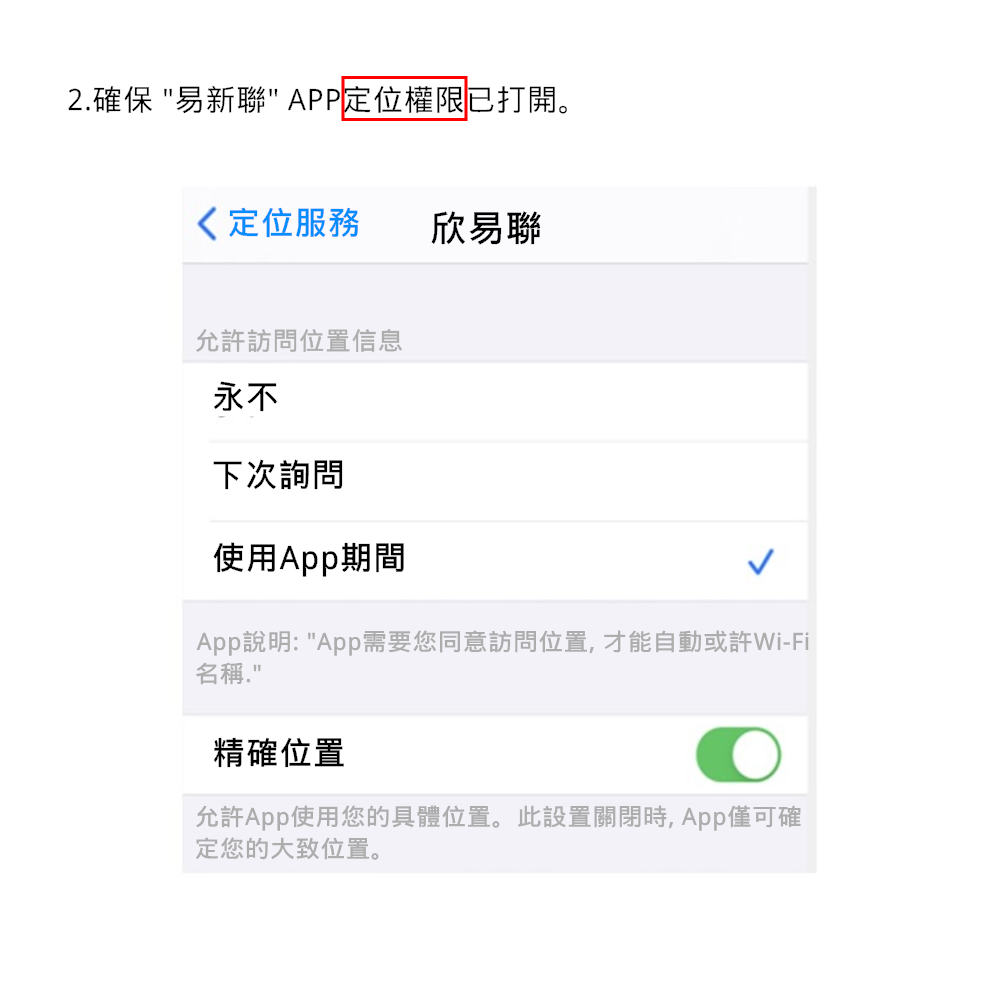 2.確保 "易新聯" APP定位權限已打開。
定位服務 欣易聯
允許訪問位置信息
永不
下次詢問
使用App期間
App說明: "App需要您同意訪問位置, 才能自動或許Wi-Fi
名稱."
精確位置
允許App使用您的具體位置。此設置關閉時, App僅可確
定您的大致位置。